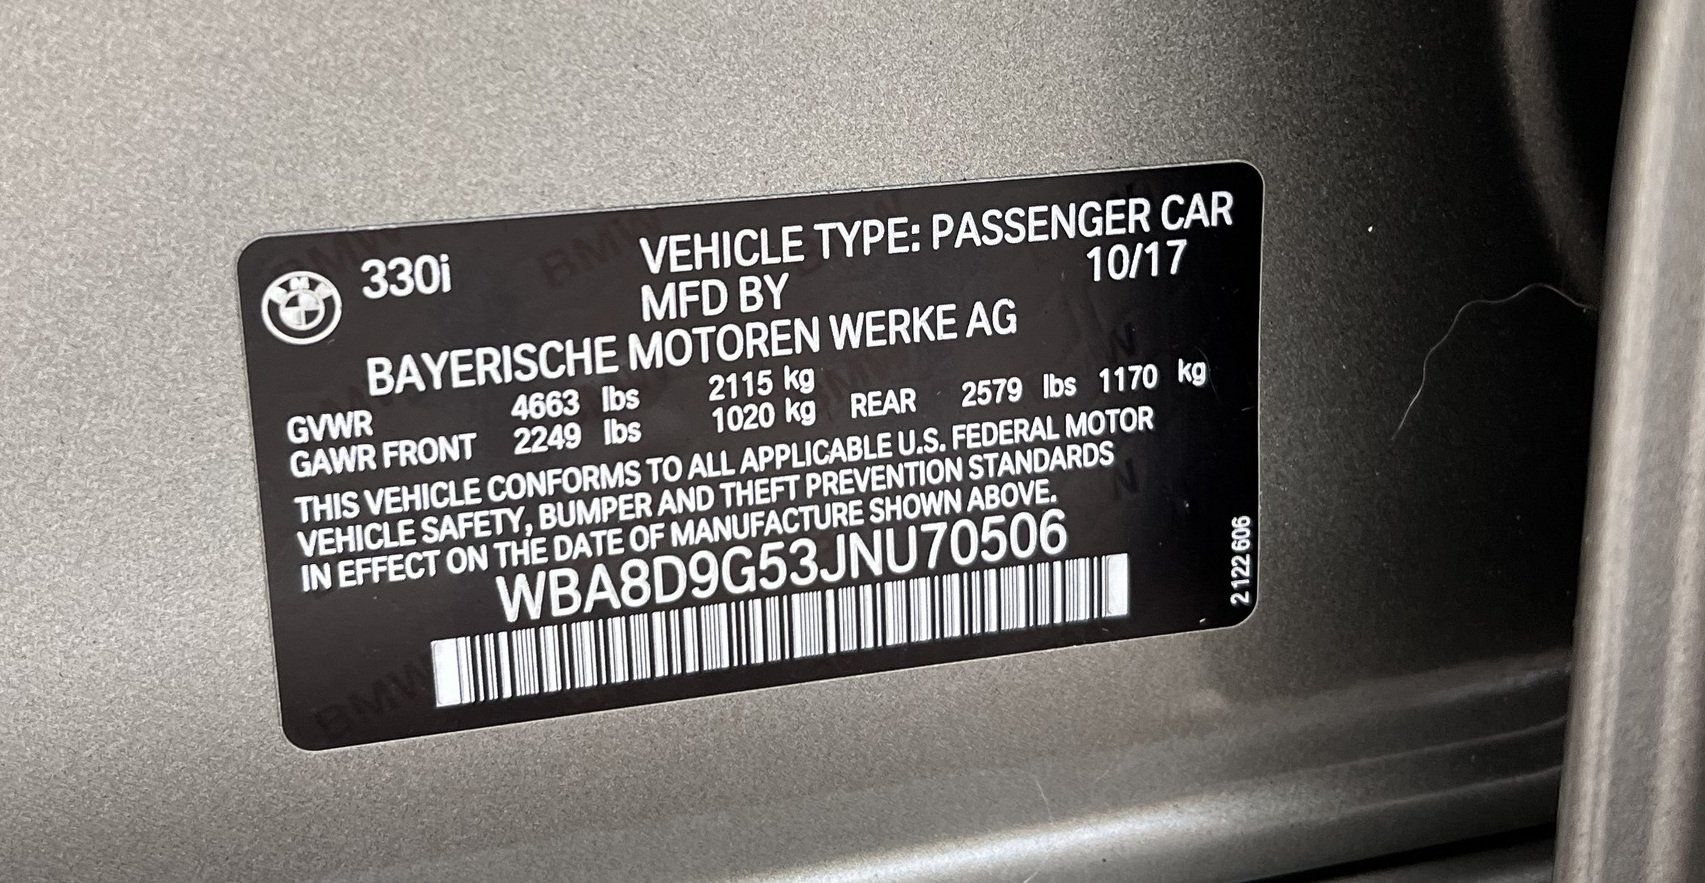 330i VEHICLE TYPE: PASSENGER CAR
MFD BY 10/17
BAYERISCHE MOTOREN WERKE AG
GVWR 4663 lbs 2115 kg
GAWR FRONT 2249 lbs 1020 kg REAR 2579 lbs 1170 kg
THIS VEHICLE CONFORMS TO ALL APPLICABLE U.S. FEDERAL MOTOR
VEHICLE SAFETY, BUMPER AND THEFT PREVENTION STANDARDS
IN EFFECT ON THE DATE OF MANUFACTURE SHOWN ABOVE.
WBA8D9G53JNU70506
2 122 606
BMW